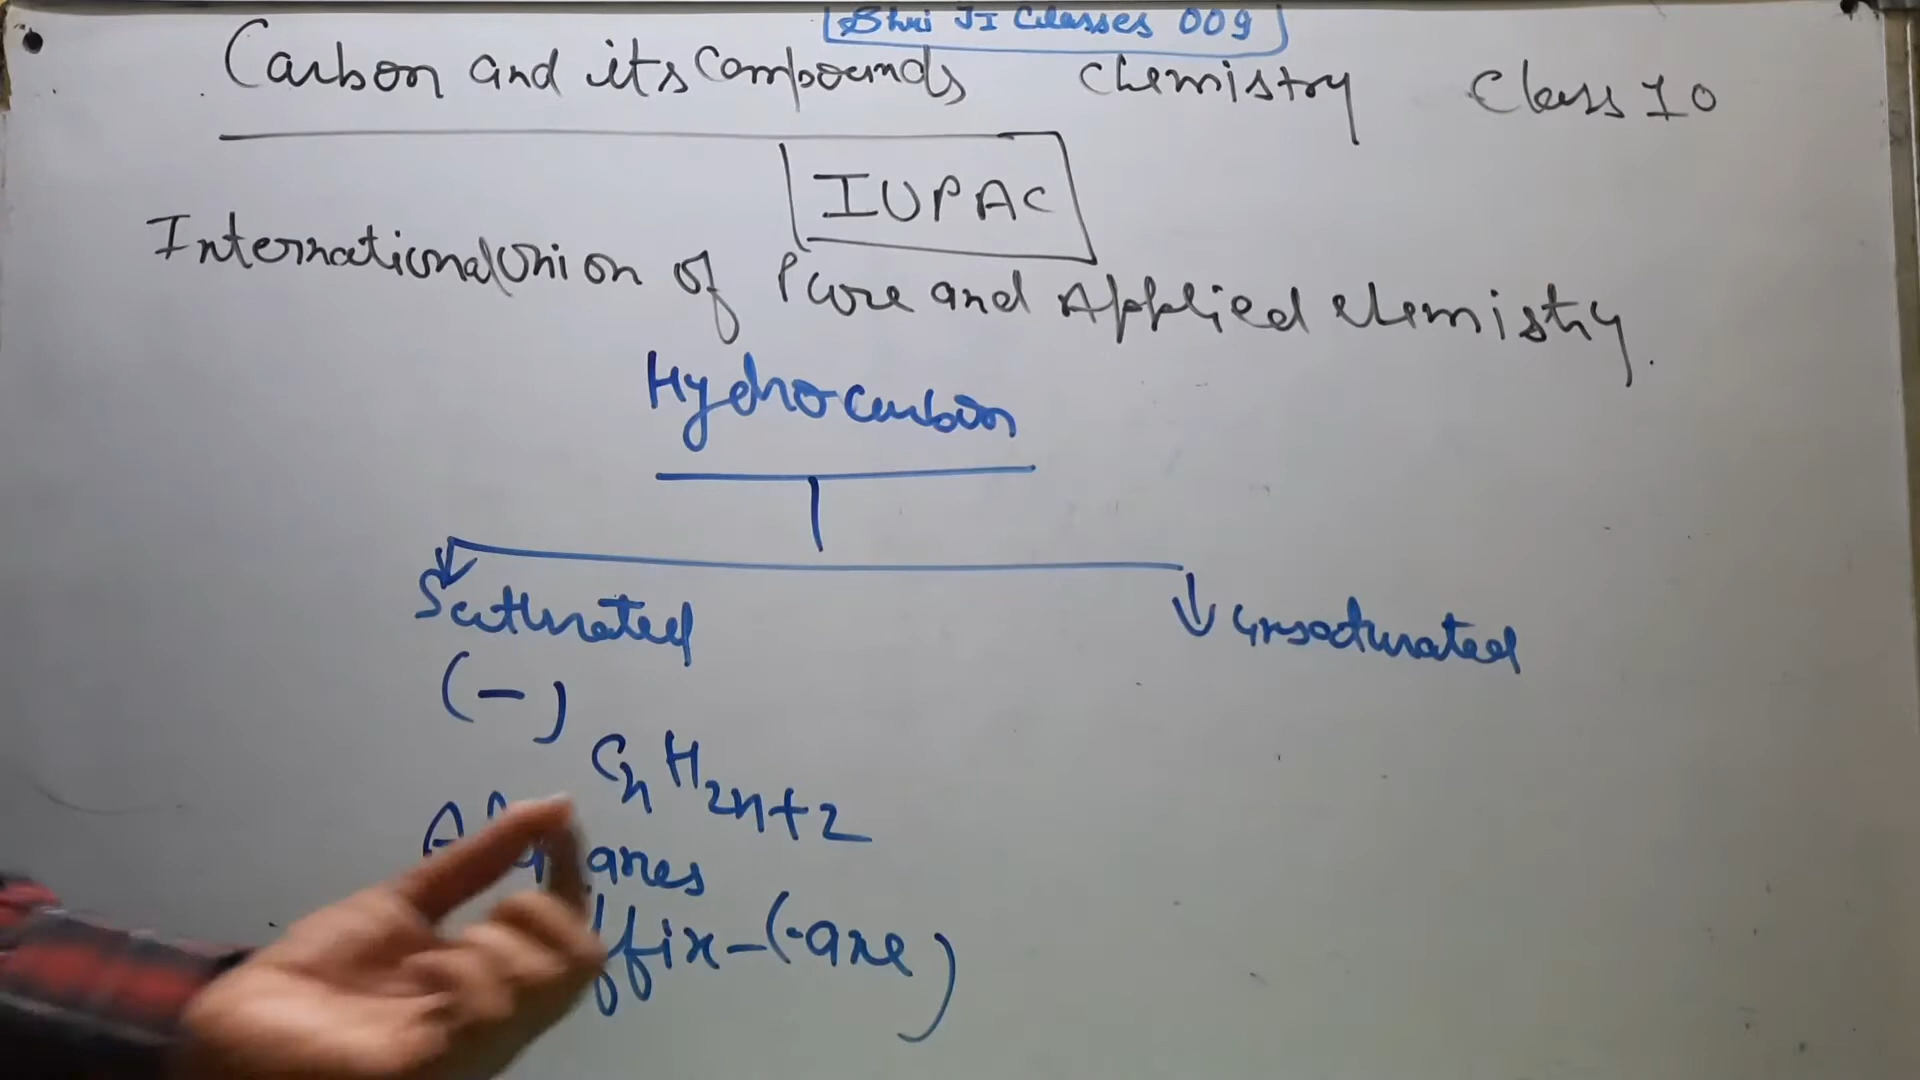 Shri JI Classes 009
Carbon and its Compounds Chemistry Class 10
IUPAC
International Union of Pure and Applied chemistry.
Hydrocarbon
Saturated Unsaturated
(-)
CnH2n+2
Alkanes
ffix-(-ane)